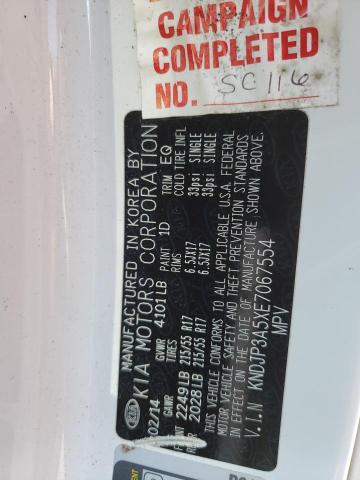 CAMPAIGN
COMPLETED
NO. SC116
MANUFACTURED IN KOREA BY
KIA MOTORS CORPORATION
KIA
02/14 GVWR 4101LB PAINT 1D TRIM EQ
GAWR TIRES RIMS COLD TIRE INFL
2249LB 215/55 R17 6.5JX17 33psi SINGLE
2028LB 215/55 R17 6.5JX17 33psi SINGLE
THIS VEHICLE CONFORMS TO ALL APPLICABLE U.S.A. FEDERAL
MOTOR VEHICLE SAFETY AND THEFT PREVENTION STANDARDS
IN EFFECT ON THE DATE OF MANUFACTURE SHOWN ABOVE.
V.I.N KNDJP3A5XE7067554
MPV